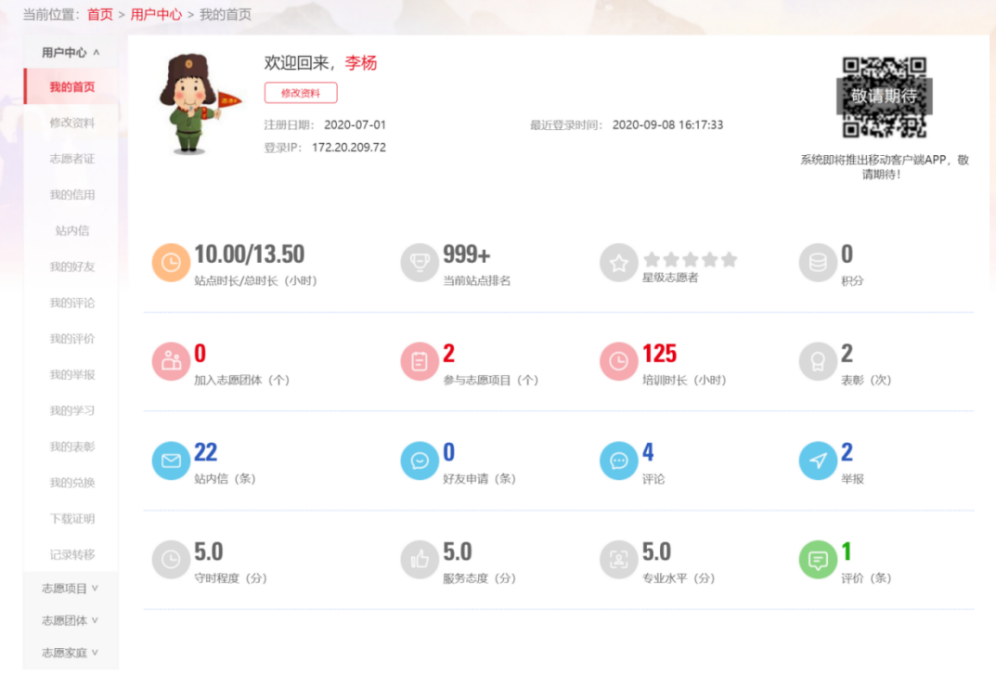 当前位置: 首页 > 用户中心 > 我的首页
用户中心
我的首页
修改资料
志愿者证
我的信用
站内信
我的好友
我的评论
我的评价
我的举报
我的学习
我的表彰
我的兑换
下载证明
记录转移
志愿项目
志愿团体
志愿家庭
欢迎回来，李杨
修改资料
注册日期: 2020-07-01
最近登录时间: 2020-09-08 16:17:33
登录IP: 172.20.209.72
敬请期待
系统即将推出移动客户端APP，敬
请期待！
10.00/13.50
站点时长/总时长（小时）
999+
当前站点排名
星级志愿者
0
积分
0
加入志愿团体（个）
2
参与志愿项目（个）
125
培训时长（小时）
2
表彰（次）
22
站内信（条）
0
好友申请（条）
4
评论
2
举报
5.0
守时程度（分）
5.0
服务态度（分）
5.0
专业水平（分）
1
评价（条）